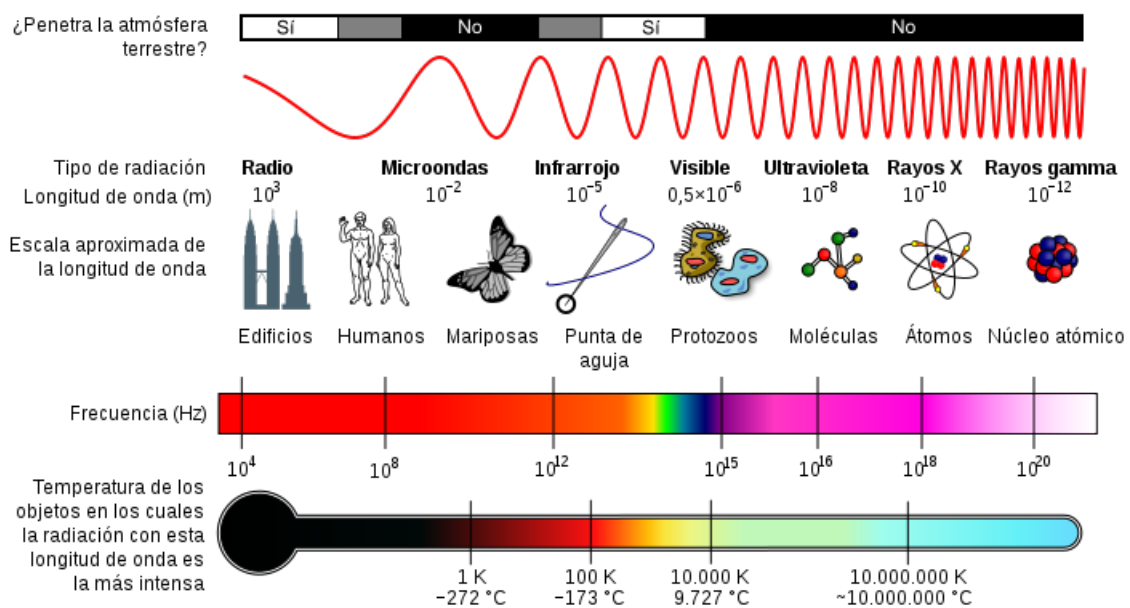 ¿Penetra la atmósfera
terrestre?
Sí No Sí No
Tipo de radiación Radio Microondas Infrarrojo Visible Ultravioleta Rayos X Rayos gamma
Longitud de onda (m) 10³ 10⁻² 10⁻⁵ 0,5×10⁻⁶ 10⁻⁸ 10⁻¹⁰ 10⁻¹²
Escala aproximada de
la longitud de onda
Edificios Humanos Mariposas Punta de Protozoos Moléculas Átomos Núcleo atómico
aguja
Frecuencia (Hz)
10⁴ 10⁸ 10¹² 10¹⁵ 10¹⁶ 10¹⁸ 10²⁰
Temperatura de los
objetos en los cuales
la radiación con esta
longitud de onda es
la más intensa
1 K 100 K 10.000 K 10.000.000 K
−272 °C −173 °C 9.727 °C ~10.000.000 °C